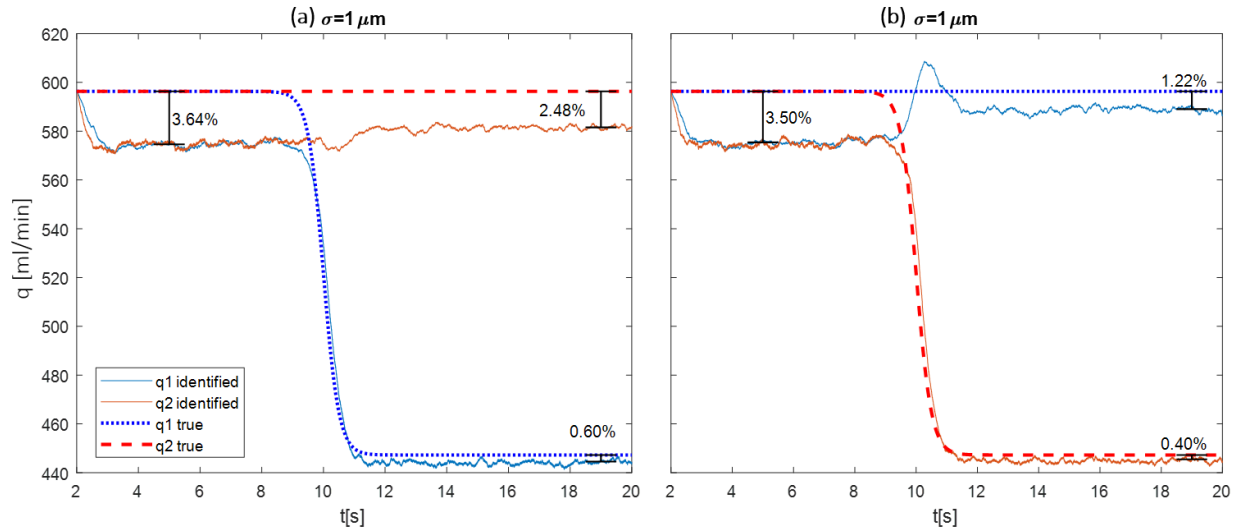 (a) σ=1 μm
(b) σ=1 μm
620
600
580
560
540
520
500
480
460
440
q [ml/min]
3.64%
2.48%
0.60%
q1 identified
q2 identified
q1 true
q2 true
2 4 6 8 10 12 14 16 18 20
t[s]
3.50%
1.22%
0.40%
2 4 6 8 10 12 14 16 18 20
t[s]